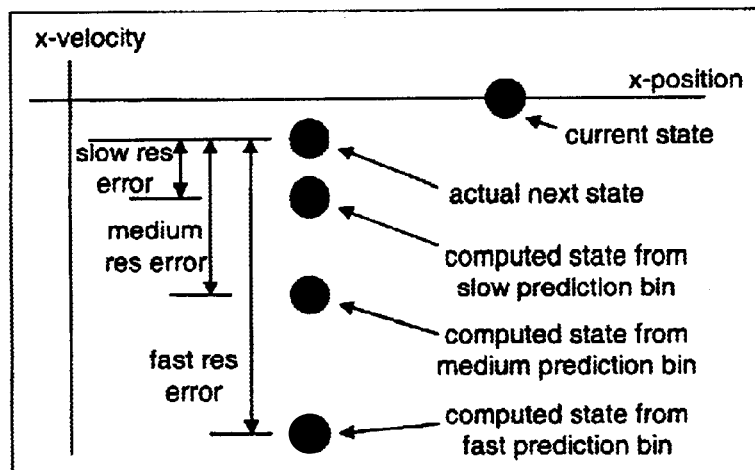 x-velocity
x-position
current state
slow res
error
actual next state
medium
res error
computed state from
slow prediction bin
computed state from
medium prediction bin
fast res
error
computed state from
fast prediction bin